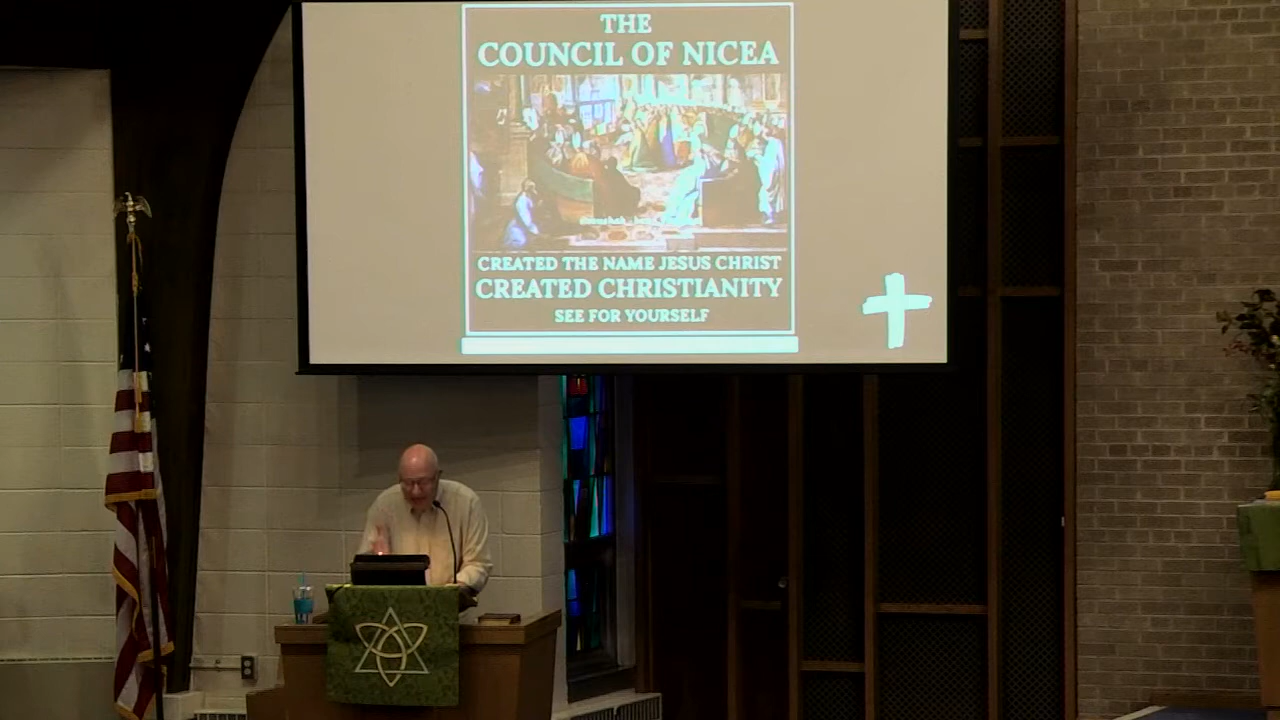 THE
COUNCIL OF NICEA
CREATED THE NAME JESUS CHRIST
CREATED CHRISTIANITY
SEE FOR YOURSELF